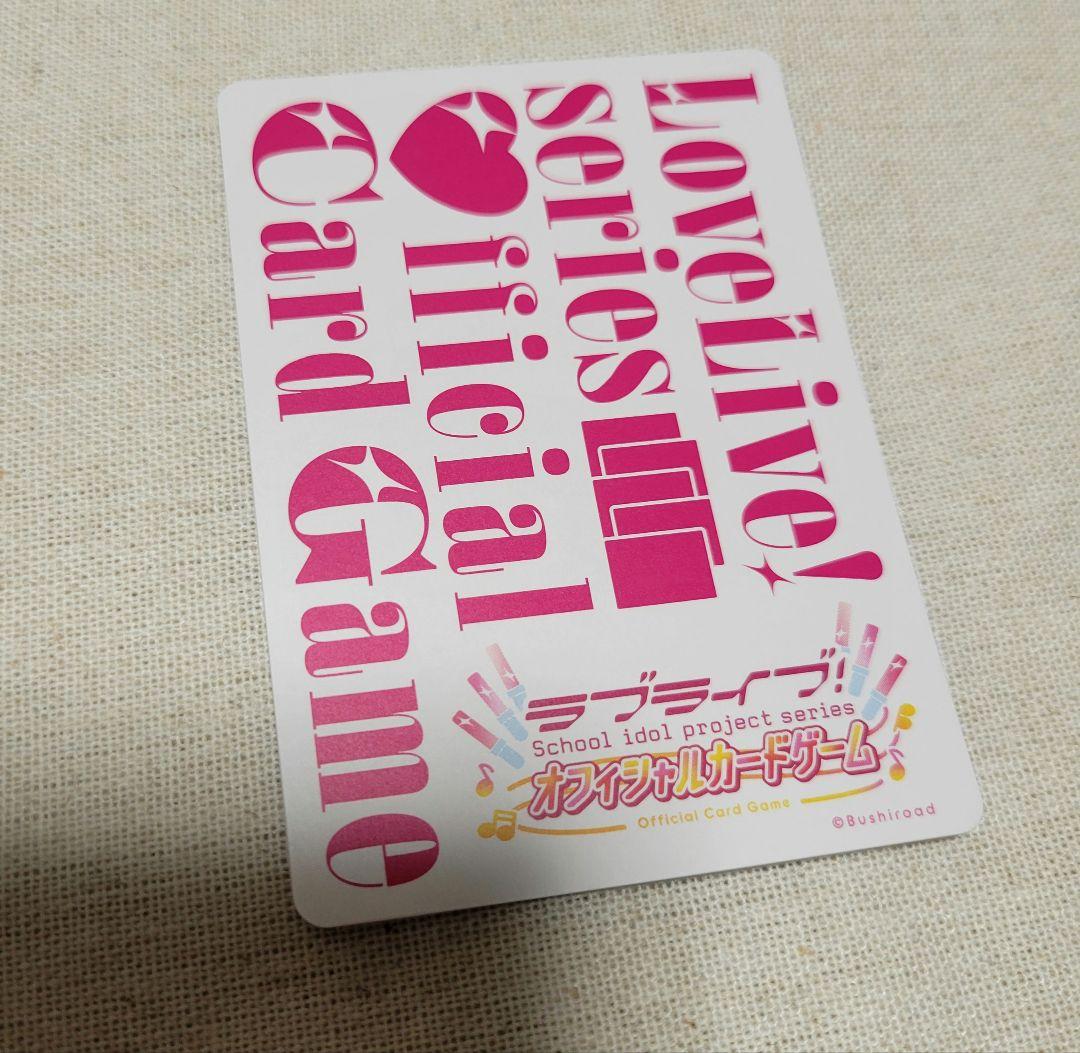 LoveLive!
series
Official
Card Game
ラブライブ!
School idol project series
オフィシャルカードゲーム
Official Card Game
©Bushiroad